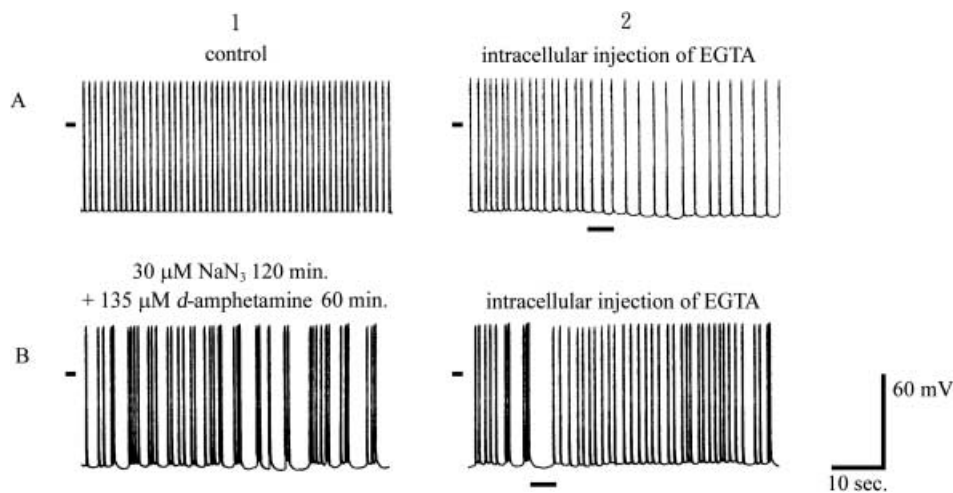 1
control
2
intracellular injection of EGTA
A
30 μM NaN₃ 120 min.
+ 135 μM d-amphetamine 60 min.
intracellular injection of EGTA
B
60 mV
10 sec.